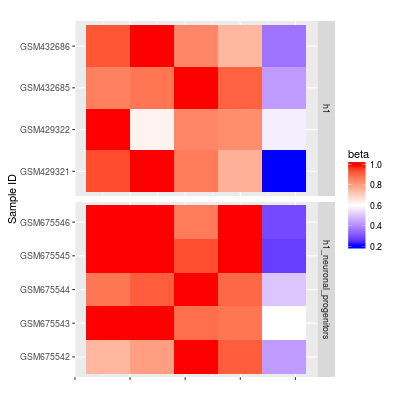 GSM432686
GSM432685
GSM429322
GSM429321
h1
GSM675546
GSM675545
GSM675544
GSM675543
GSM675542
h1_neuronal_progenitors
Sample ID
beta
1.0
0.8
0.6
0.4
0.2